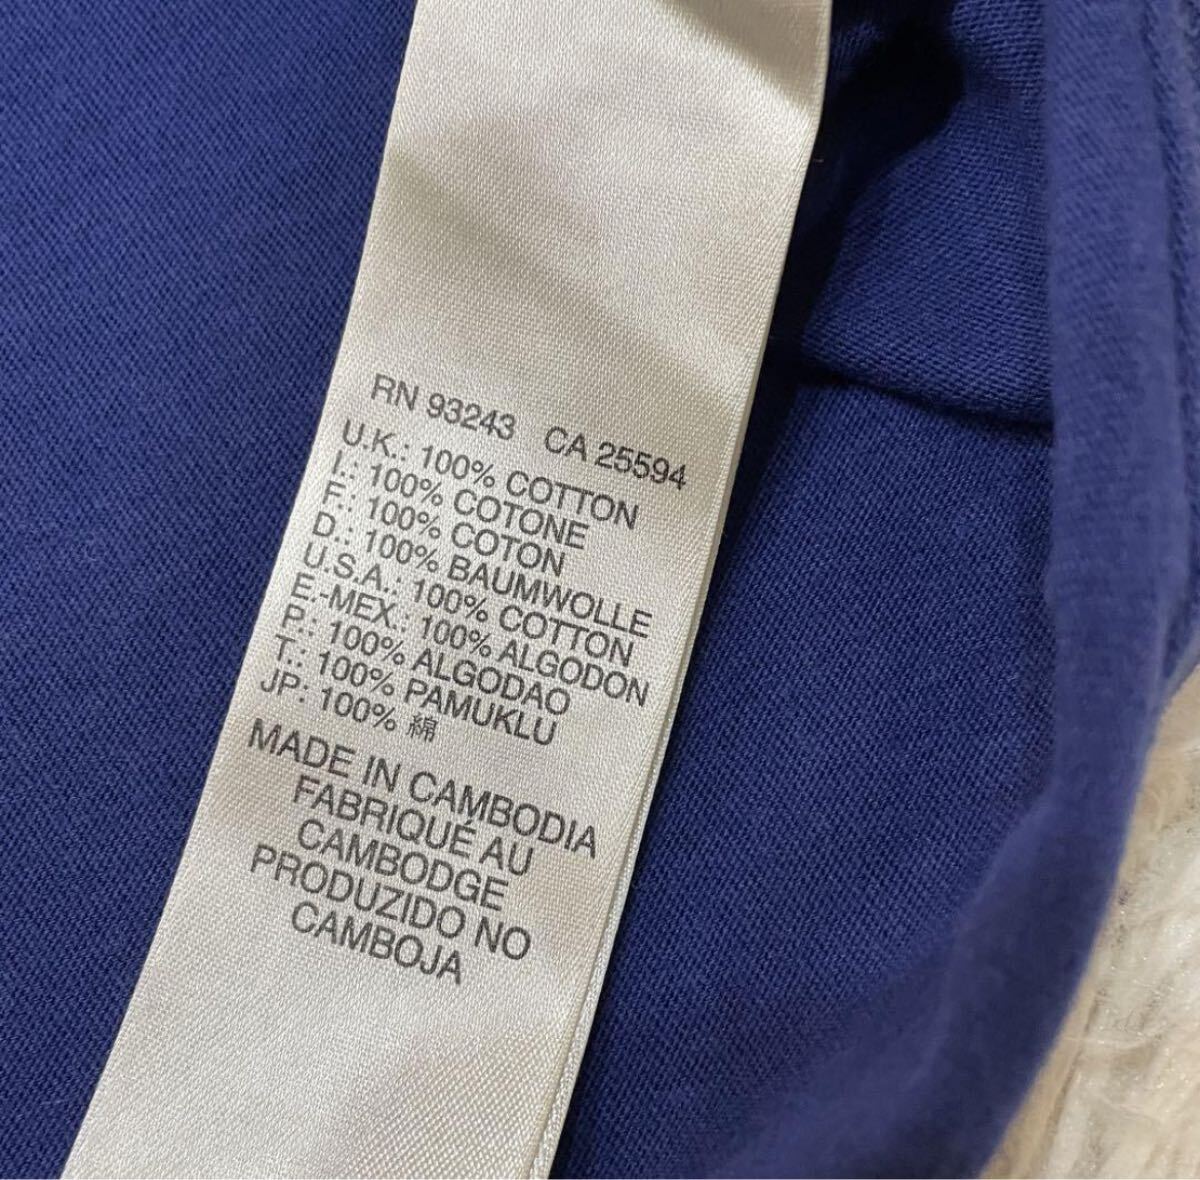 RN 93243 CA 25594
U.K.: 100% COTTON
I.: 100% COTONE
F.: 100% COTON
D.: 100% BAUMWOLLE
U.S.A.: 100% COTTON
E.-MEX.: 100% ALGODON
P.: 100% ALGODAO
T.: 100% PAMUKLU
JP: 100% 綿
MADE IN CAMBODIA
FABRIQUÉ AU
CAMBODGE
PRODUZIDO NO
CAMBOJA